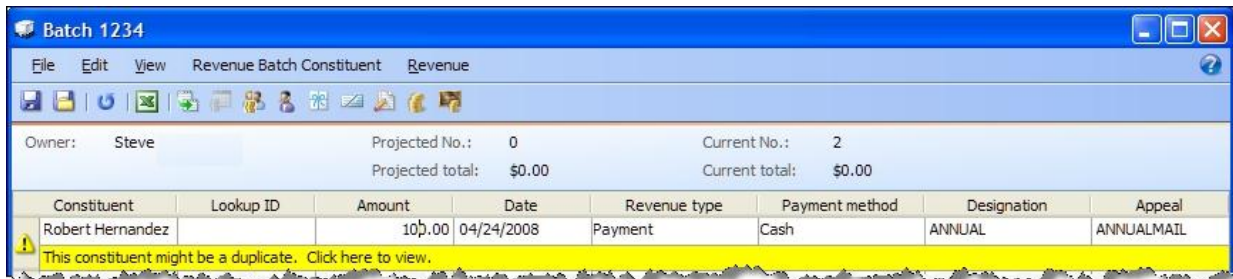 Batch 1234
File Edit View Revenue Batch Constituent Revenue
Owner: Steve Projected No.: 0 Current No.: 2
Projected total: $0.00 Current total: $0.00
Constituent Lookup ID Amount Date Revenue type Payment method Designation Appeal
Robert Hernandez 100.00 04/24/2008 Payment Cash ANNUAL ANNUALMAIL
This constituent might be a duplicate. Click here to view.